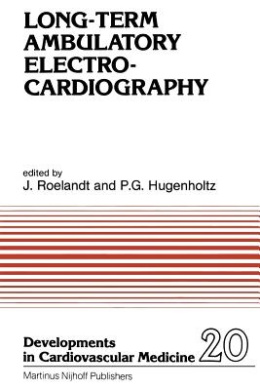 LONG-TERM
AMBULATORY
ELECTRO-
CARDIOGRAPHY
edited by
J. Roelandt and P.G. Hugenholtz
Developments
in Cardiovascular Medicine 20
Martinus Nijhoff Publishers